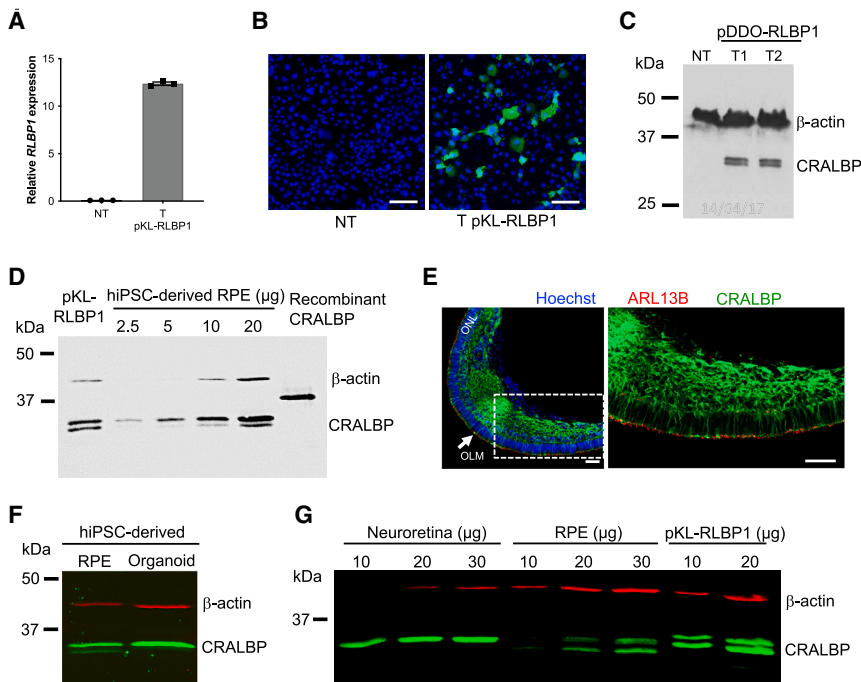 A
Relative RLBP1 expression
15
10
5
0
NT
T
pKL-RLBP1
B
NT
T pKL-RLBP1
C
pDDO-RLBP1
kDa
NT
T1
T2
50
37
25
β-actin
CRALBP
14/04/17
D
pKL-
RLBP1
hiPSC-derived RPE (µg)
2.5
5
10
20
Recombinant
CRALBP
kDa
50
37
β-actin
CRALBP
E
Hoechst
ARL13B
CRALBP
ONL
OLM
F
hiPSC-derived
kDa
RPE
Organoid
50
37
β-actin
CRALBP
G
Neuroretina (µg)
RPE (µg)
pKL-RLBP1 (µg)
kDa
10
20
30
10
20
30
10
20
37
β-actin
CRALBP